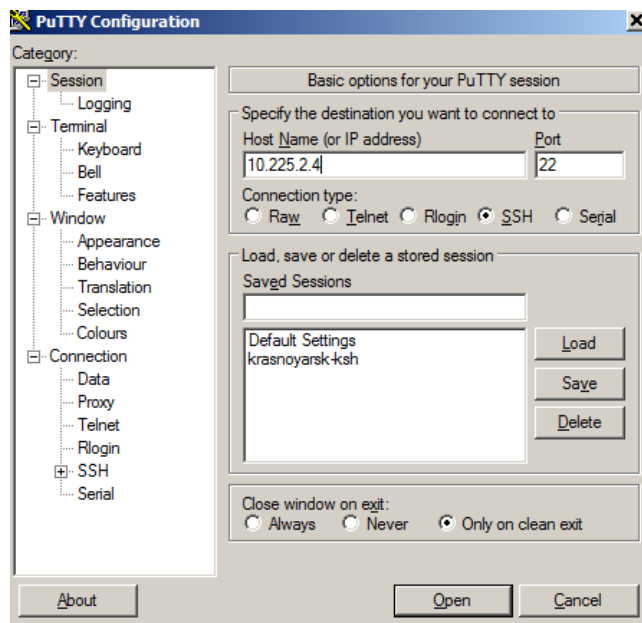 PuTTY Configuration
Category:
Session
Logging
Terminal
Keyboard
Bell
Features
Window
Appearance
Behaviour
Translation
Selection
Colours
Connection
Data
Proxy
Telnet
Rlogin
SSH
Serial
Basic options for your PuTTY session
Specify the destination you want to connect to
Host Name (or IP address) Port
10.225.2.4 22
Connection type:
Raw Telnet Rlogin SSH Serial
Load, save or delete a stored session
Saved Sessions
Default Settings
krasnoyarsk-ksh
Load
Save
Delete
Close window on exit:
Always Never Only on clean exit
About Open Cancel